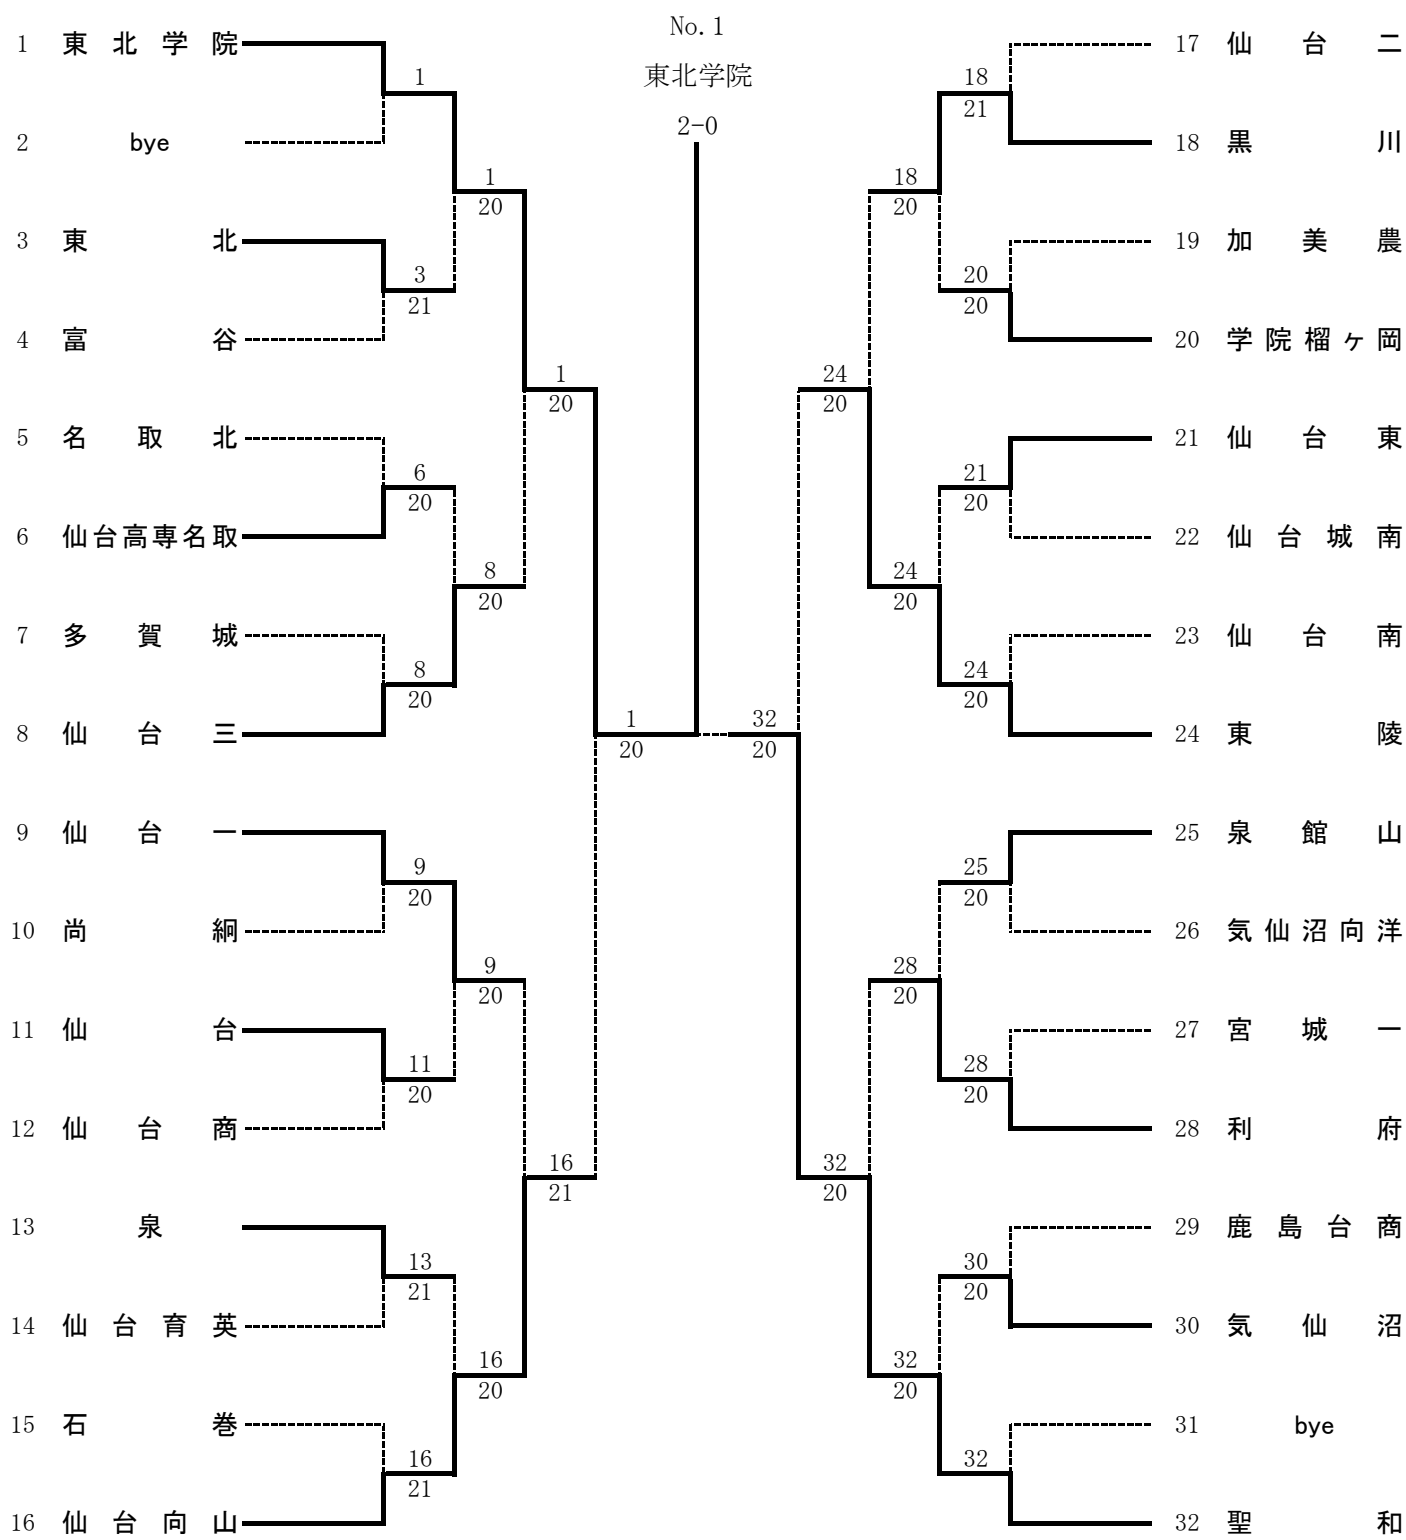 No.1
東北学院
2-0
1 東北学院
1
2 bye
1
20
3 東北
3
21
4 富谷
1
20
5 名取北
6
20
6 仙台高専名取
8
20
7 多賀城
8
20
8 仙台三
1
20
9 仙台一
9
20
10 尚絅
9
20
11 仙台
11
20
12 仙台商
16
21
13 泉
13
21
14 仙台育英
16
20
15 石巻
16
21
16 仙台向山
17 仙台二
18
21
18 黒川
18
20
19 加美農
20
20
20 学院榴ヶ岡
24
20
21 仙台東
21
20
22 仙台城南
24
20
23 仙台南
24
20
24 東陵
32
20
25 泉館山
25
20
26 気仙沼向洋
28
20
27 宮城一
28
20
28 利府
32
20
29 鹿島台商
30
20
30 気仙沼
32
20
31 bye
32
32 聖和